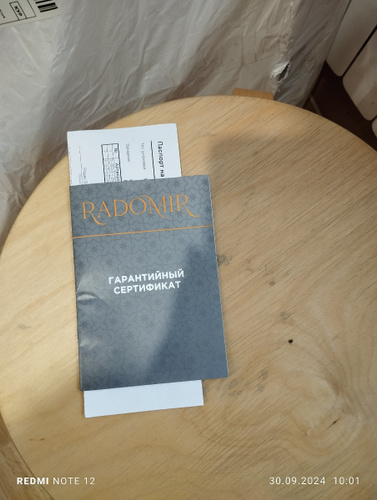 Паспорт на
RADOMIR
ГАРАНТИЙНЫЙ
СЕРТИФИКАТ
REDMI NOTE 12
30.09.2024 10:01